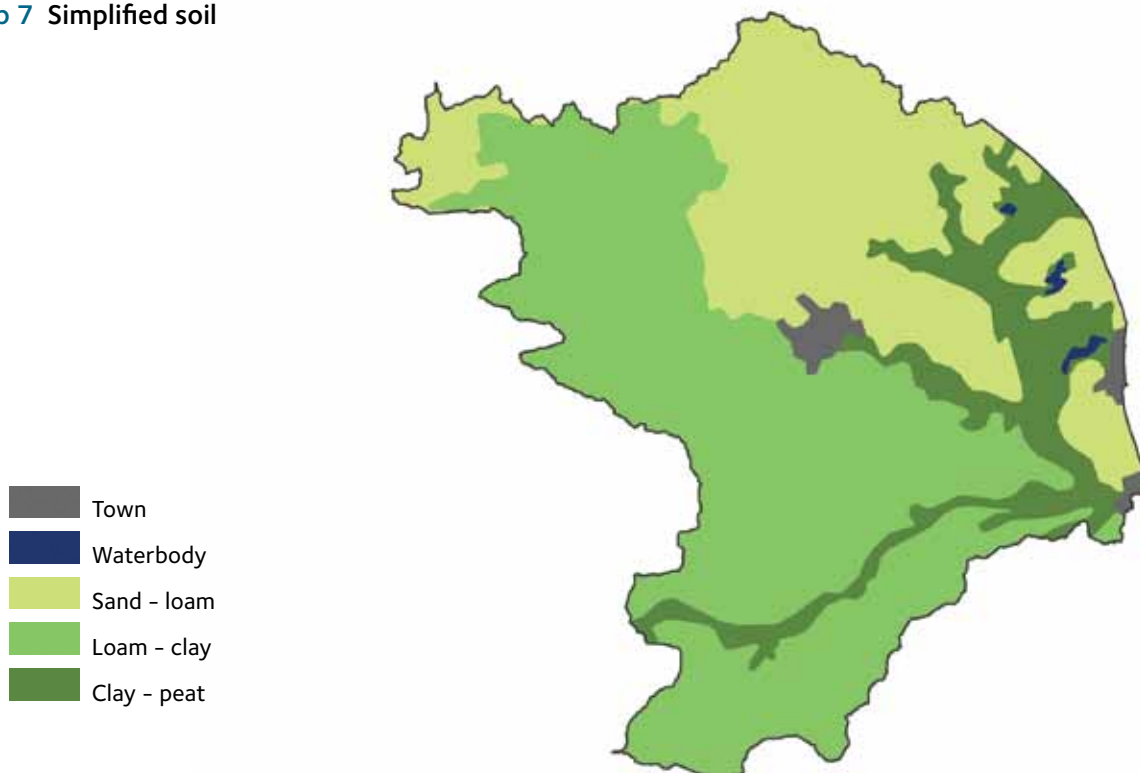 7 Simplified soil
Town
Waterbody
Sand - loam
Loam - clay
Clay - peat